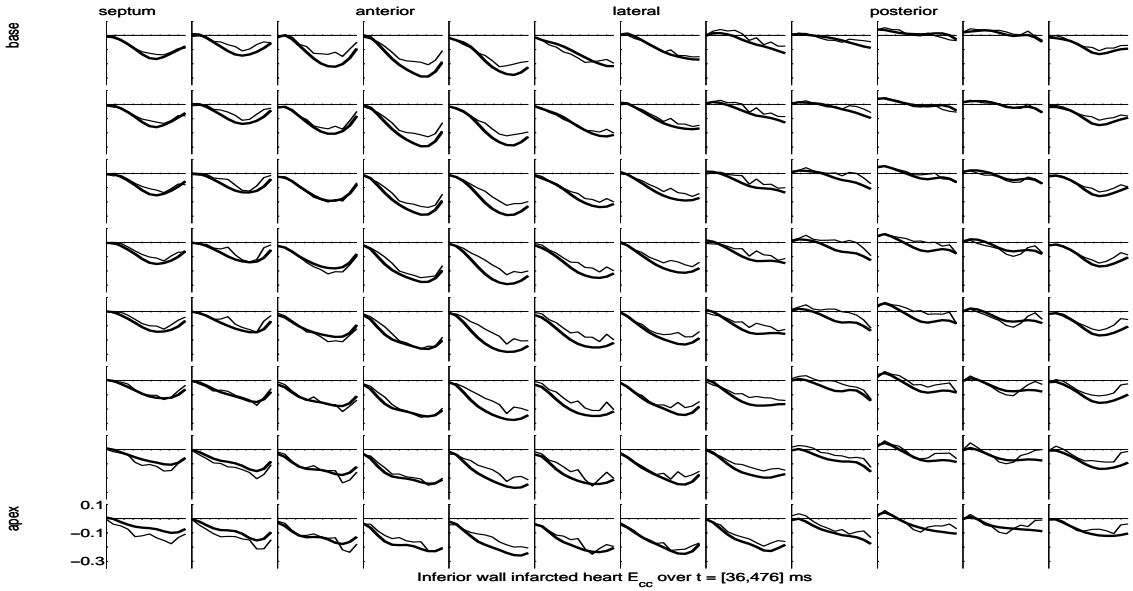 septum anterior lateral posterior
base
apex
0.1
−0.1
−0.3
Inferior wall infarcted heart Ecc over t = [36,476] ms